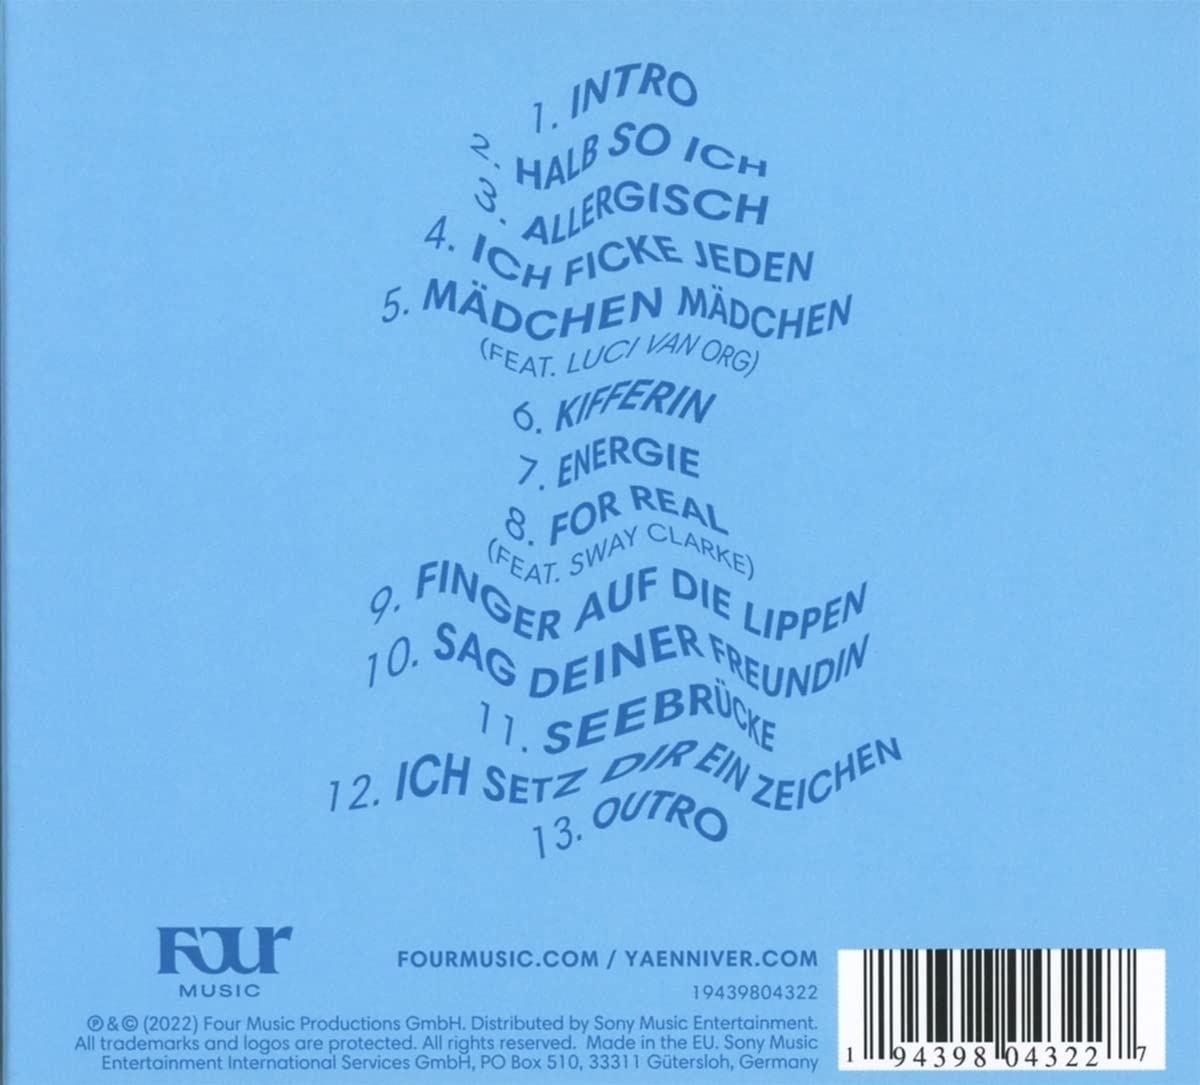 1. INTRO
2. HALB SO ICH
3. ALLERGISCH
4. ICH FICKE JEDEN
5. MÄDCHEN MÄDCHEN
(FEAT. LUCI VAN ORG)
6. KIFFERIN
7. ENERGIE
8. FOR REAL
(FEAT. SWAY CLARKE)
9. FINGER AUF DIE LIPPEN
10. SAG DEINER FREUNDIN
11. SEEBRÜCKE
12. ICH SETZ DIR EIN ZEICHEN
13. OUTRO
FOUR
MUSIC
FOURMUSIC.COM / YAENNIVER.COM
19439804322
℗ & © (2022) Four Music Productions GmbH. Distributed by Sony Music Entertainment.
All trademarks and logos are protected. All rights reserved. Made in the EU. Sony Music
Entertainment International Services GmbH, PO Box 510, 33311 Gütersloh, Germany
1 94398 04322 7